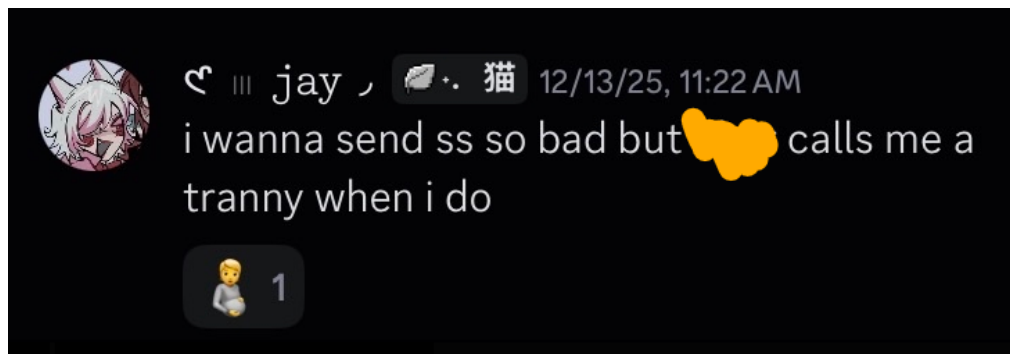 ღ ။| jay ◞ 猫 12/13/25, 11:22 AM
i wanna send ss so bad but calls me a
tranny when i do
1